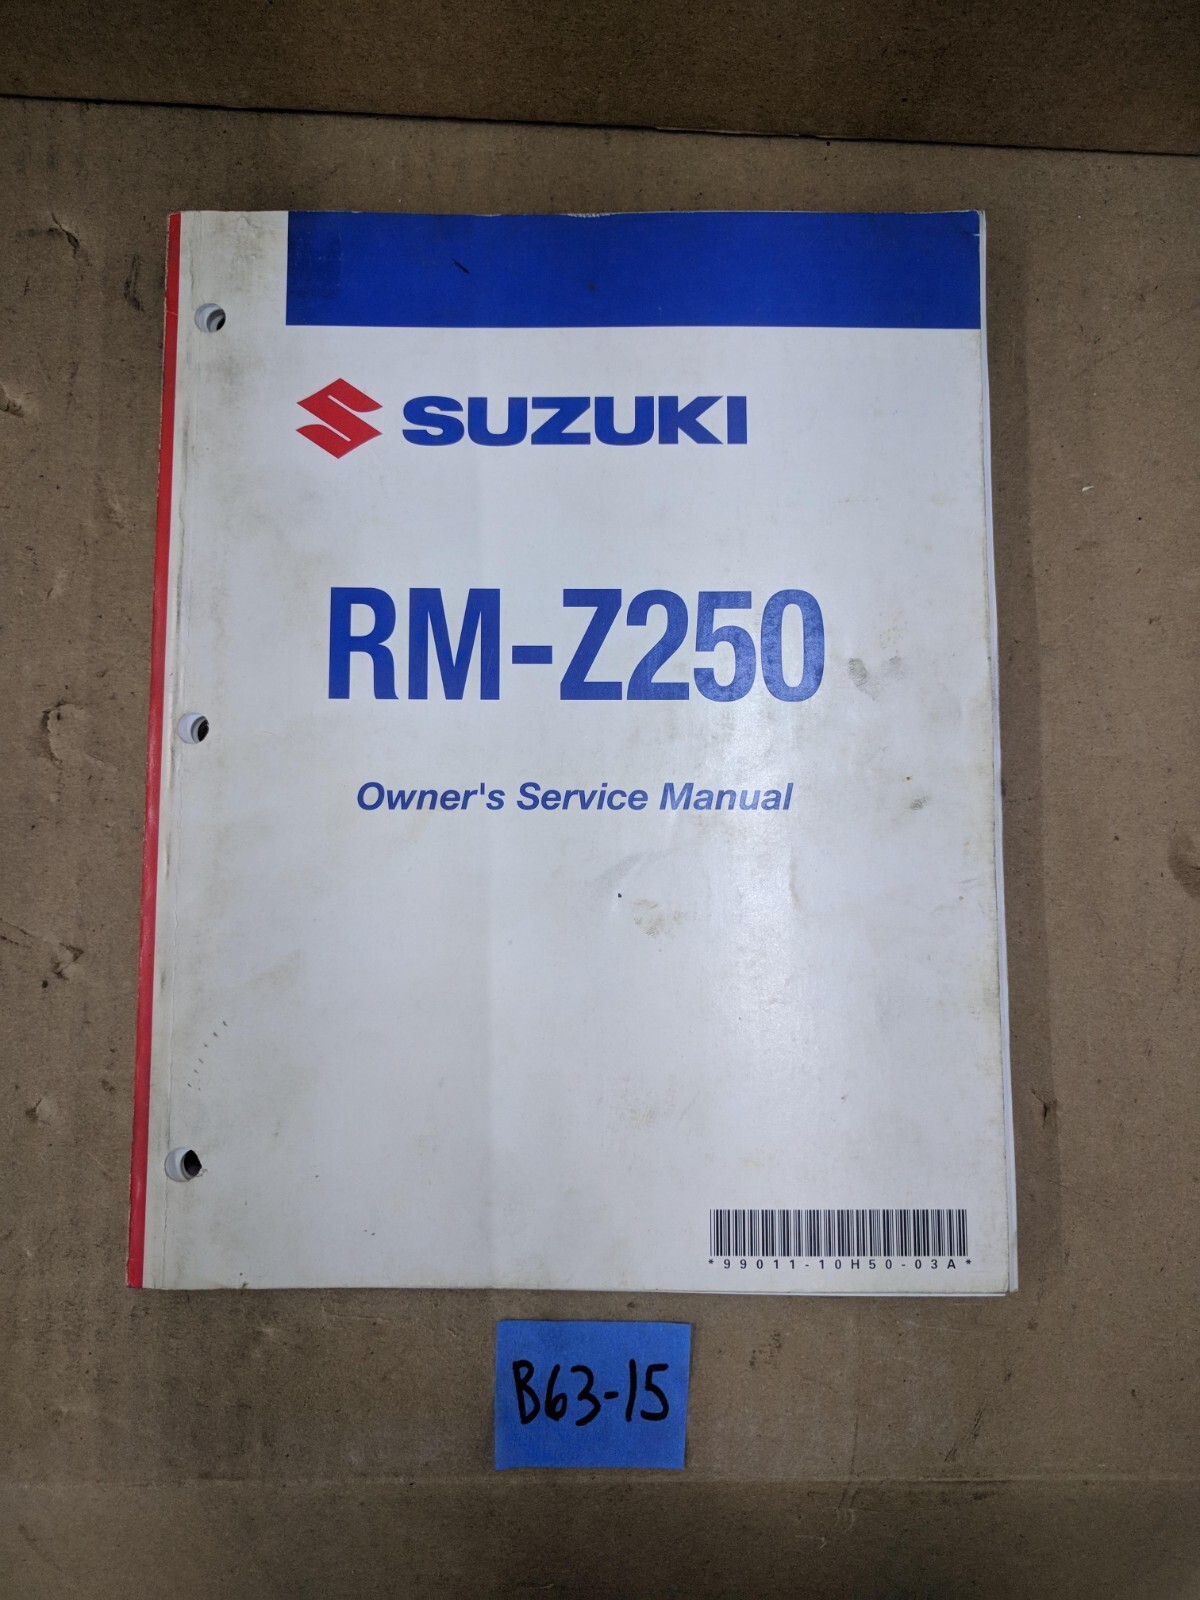 SUZUKI
RM-Z250
Owner's Service Manual
*99011-10H50-03A*
B63-15